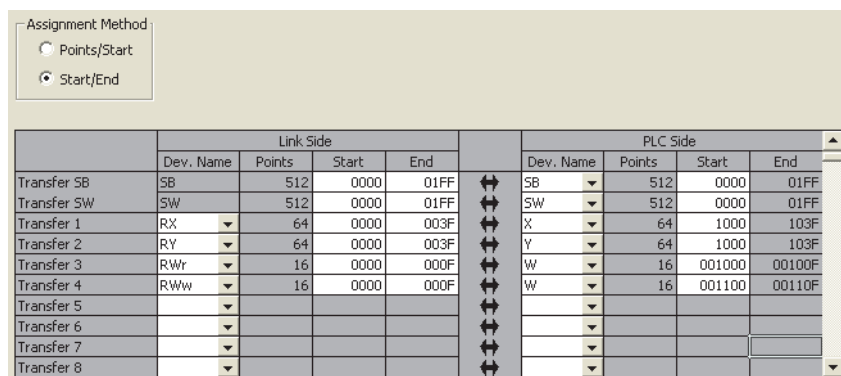 Assignment Method
Points/Start
Start/End
Link Side PLC Side
Dev. Name Points Start End Dev. Name Points Start End
Transfer SB SB 512 0000 01FF SB 512 0000 01FF
Transfer SW SW 512 0000 01FF SW 512 0000 01FF
Transfer 1 RX 64 0000 003F X 64 1000 103F
Transfer 2 RY 64 0000 003F Y 64 1000 103F
Transfer 3 RWr 16 0000 000F W 16 001000 00100F
Transfer 4 RWw 16 0000 000F W 16 001100 00110F
Transfer 5
Transfer 6
Transfer 7
Transfer 8